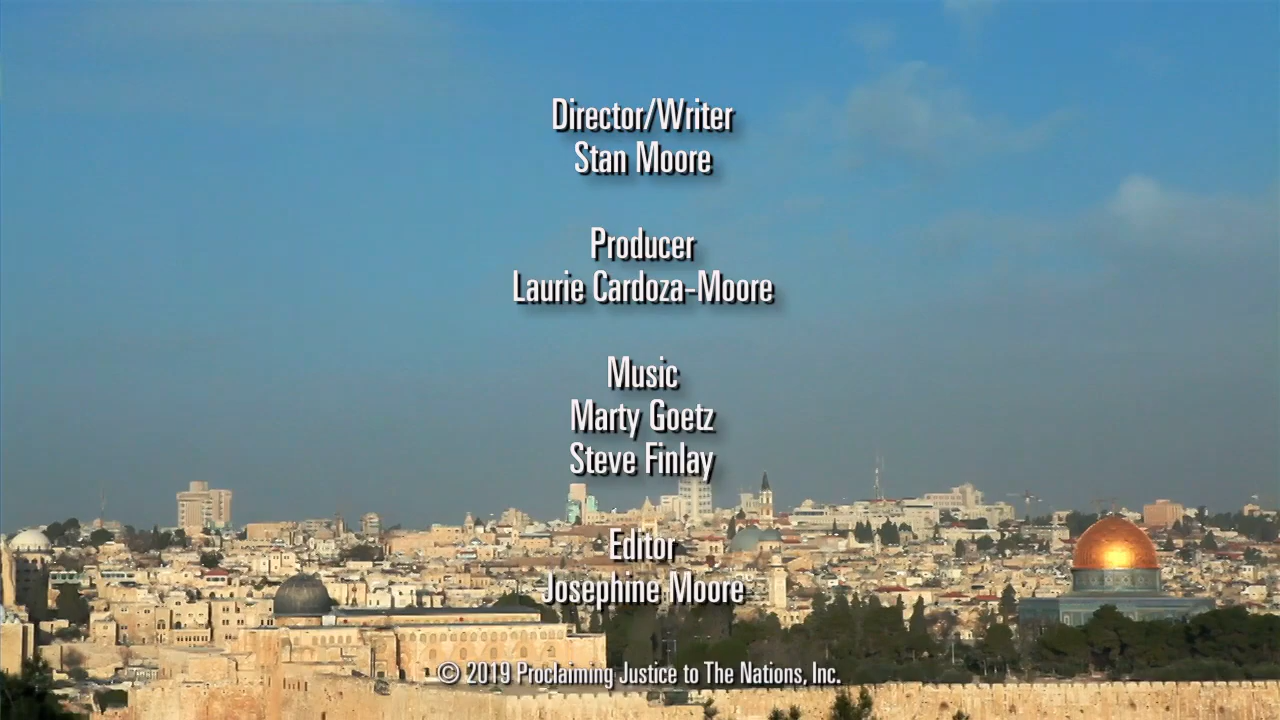 Director/Writer
Stan Moore
Producer
Laurie Cardoza-Moore
Music
Marty Goetz
Steve Finlay
Editor
Josephine Moore
© 2019 Proclaiming Justice to The Nations, Inc.